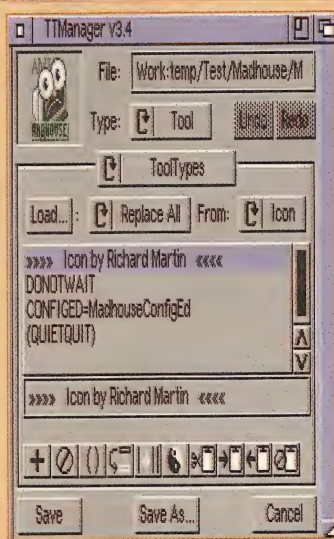 TTManager v3.4
File: Work:temp/Test/Madhouse/M
Type: Tool Undo Redo
MADHOUSE
ToolTypes
Load... : Replace All From: Icon
»»» Icon by Richard Martin ««««
DONOTWAIT
CONFIGED=MadhouseConfigEd
(QUIETQUIT)
»»» Icon by Richard Martin ««««
Save Save As... Cancel